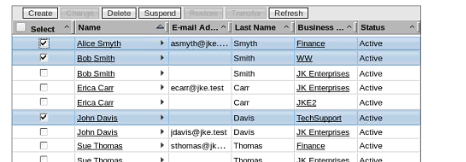 Create Change Delete Suspend Restore Transfer Refresh
Select ^ Name E-mail Ad... ^ Last Name ^ Business ... ^ Status ^
Alice Smyth asmyth@jke.... Smyth Finance Active
Bob Smith Smith WW Active
Bob Smith Smith JK Enterprises Active
Erica Carr ecarr@jke.test Carr JK Enterprises Active
Erica Carr Carr JKE2 Active
John Davis Davis TechSupport Active
John Davis jdavis@jke.test Davis JK Enterprises Active
Sue Thomas sthomas@jk... Thomas Finance Active
Sue Thomas Thomas JK Enterprises Active